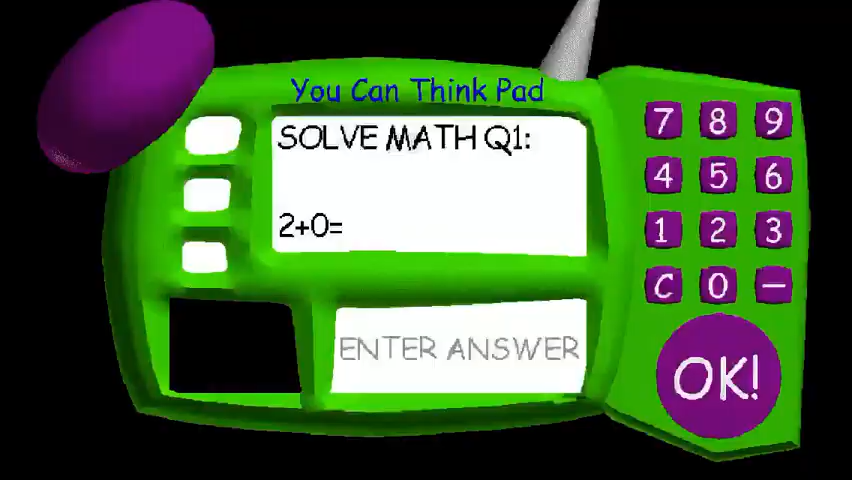 You Can Think Pad
SOLVE MATH Q1:
2+0=
ENTER ANSWER
7 8 9
4 5 6
1 2 3
C 0 −
OK!